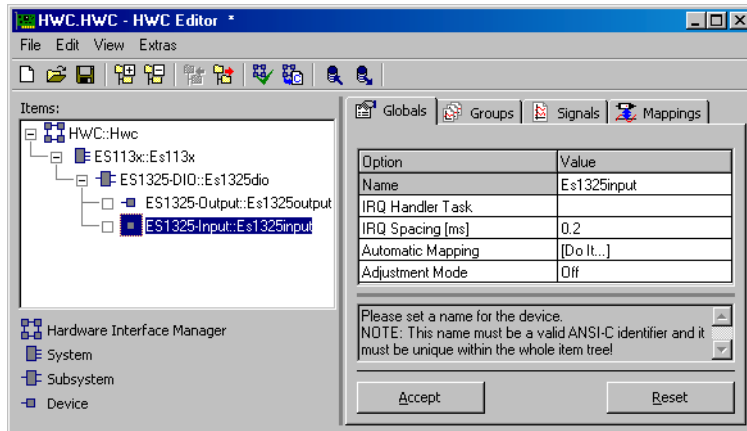 HWC.HWC - HWC Editor *
File Edit View Extras
Items:
HWC::Hwc
ES113x::Es113x
ES1325-DIO::Es1325dio
ES1325-Output::Es1325output
ES1325-Input::Es1325input
Hardware Interface Manager
System
Subsystem
Device
Globals Groups Signals Mappings
Option Value
Name Es1325input
IRQ Handler Task
IRQ Spacing [ms] 0.2
Automatic Mapping [Do It...]
Adjustment Mode Off
Please set a name for the device.
NOTE: This name must be a valid ANSI-C identifier and it
must be unique within the whole item tree!
Accept Reset